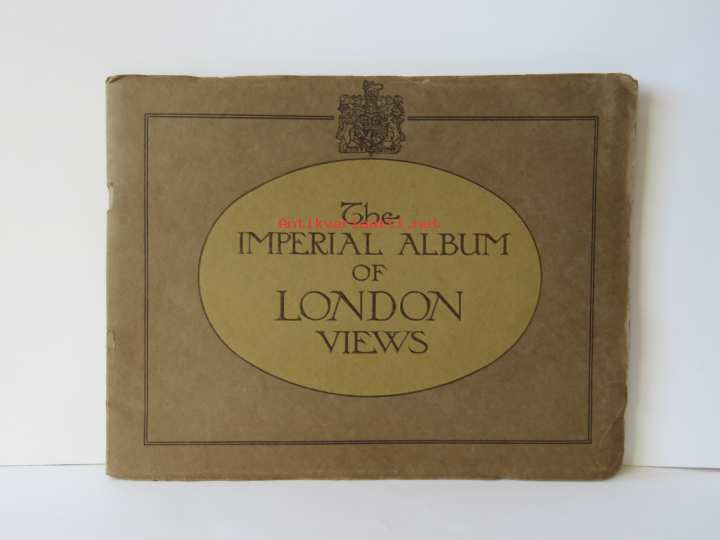 The
Antikvariaatti.net
IMPERIAL ALBUM
OF
LONDON
VIEWS